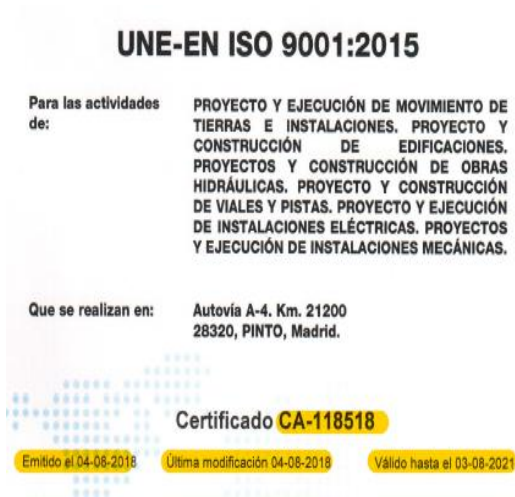 UNE-EN ISO 9001:2015
Para las actividades de:
PROYECTO Y EJECUCIÓN DE MOVIMIENTO DE
TIERRAS E INSTALACIONES. PROYECTO Y
CONSTRUCCIÓN DE EDIFICACIONES.
PROYECTOS Y CONSTRUCCIÓN DE OBRAS
HIDRÁULICAS. PROYECTO Y CONSTRUCCIÓN
DE VIALES Y PISTAS. PROYECTO Y EJECUCIÓN
DE INSTALACIONES ELÉCTRICAS. PROYECTOS
Y EJECUCIÓN DE INSTALACIONES MECÁNICAS.
Que se realizan en:
Autovía A-4. Km. 21200
28320, PINTO, Madrid.
Certificado CA-118518
Emitido el 04-08-2018 Última modificación 04-08-2018 Válido hasta el 03-08-2021